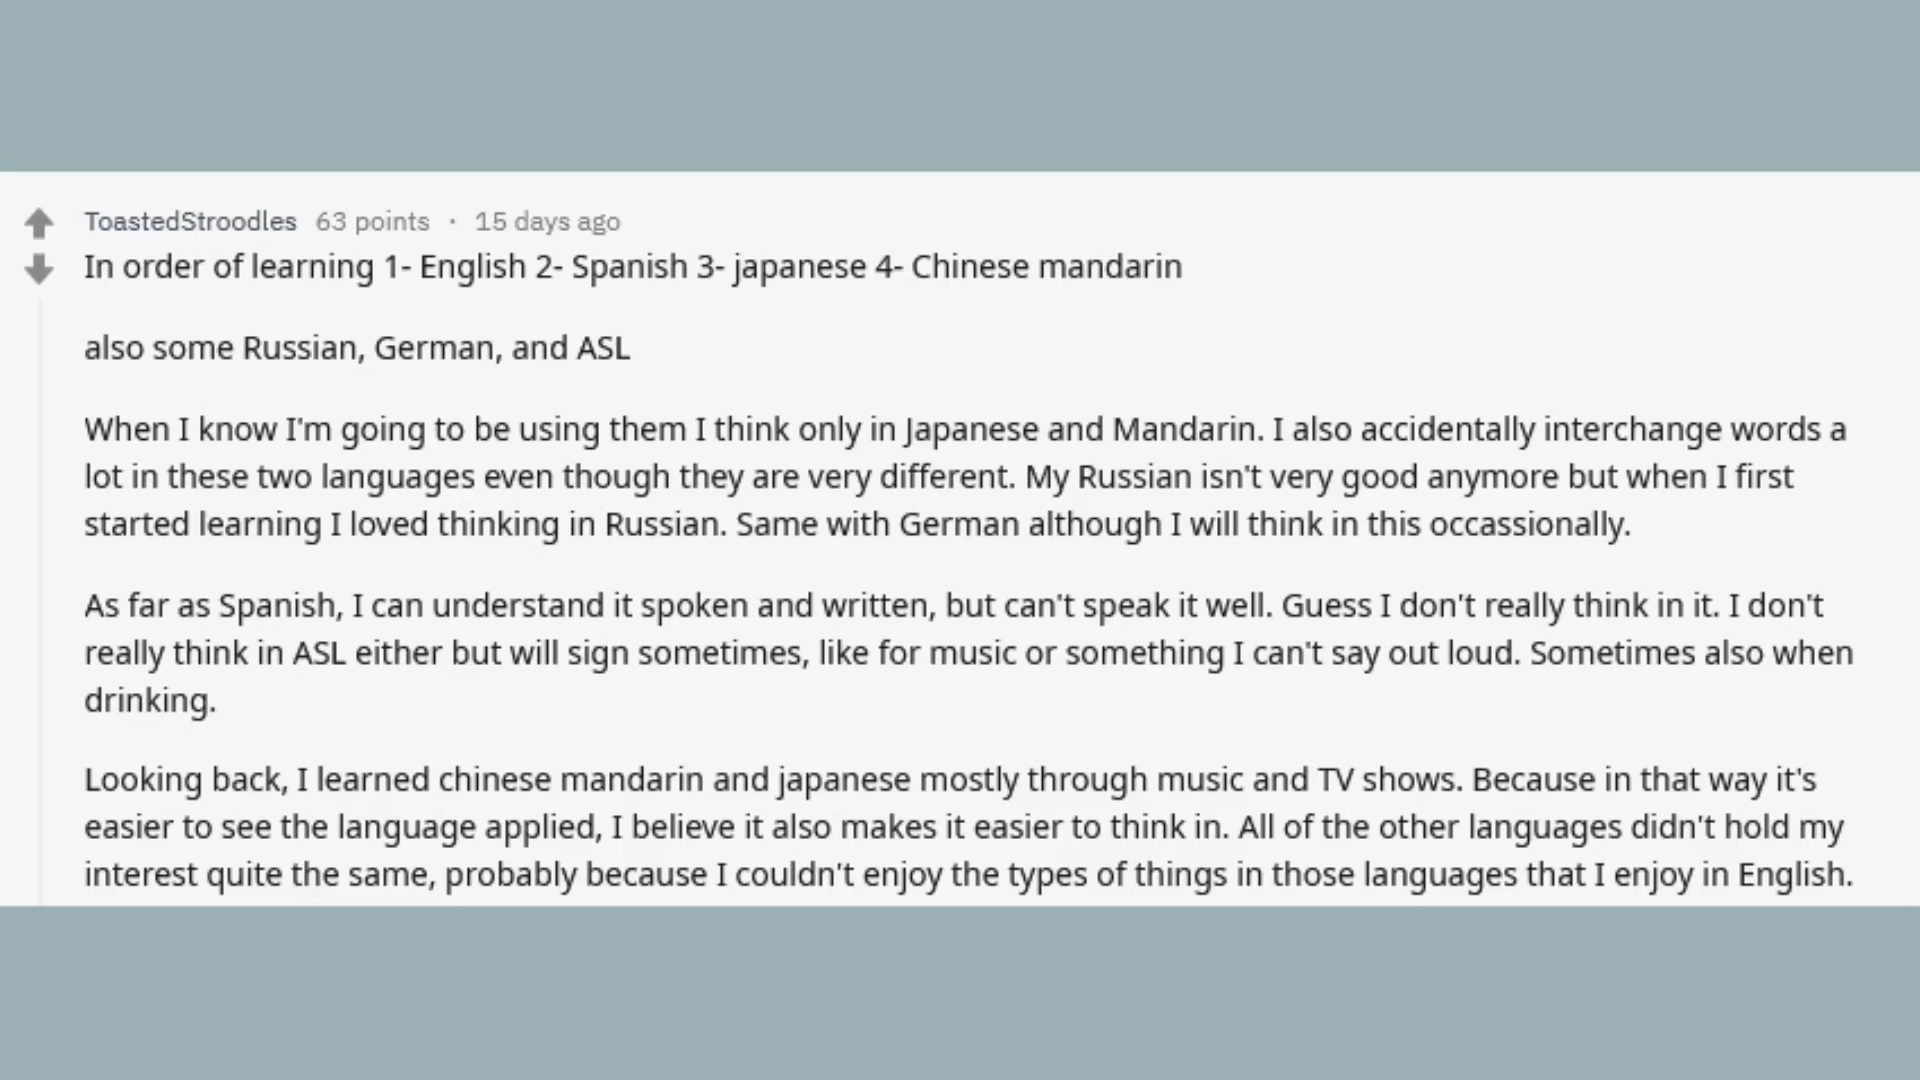 ToastedStroodles 63 points · 15 days ago
In order of learning 1- English 2- Spanish 3- japanese 4- Chinese mandarin
also some Russian, German, and ASL
When I know I'm going to be using them I think only in Japanese and Mandarin. I also accidentally interchange words a
lot in these two languages even though they are very different. My Russian isn't very good anymore but when I first
started learning I loved thinking in Russian. Same with German although I will think in this occassionally.
As far as Spanish, I can understand it spoken and written, but can't speak it well. Guess I don't really think in it. I don't
really think in ASL either but will sign sometimes, like for music or something I can't say out loud. Sometimes also when
drinking.
Looking back, I learned chinese mandarin and japanese mostly through music and TV shows. Because in that way it's
easier to see the language applied, I believe it also makes it easier to think in. All of the other languages didn't hold my
interest quite the same, probably because I couldn't enjoy the types of things in those languages that I enjoy in English.